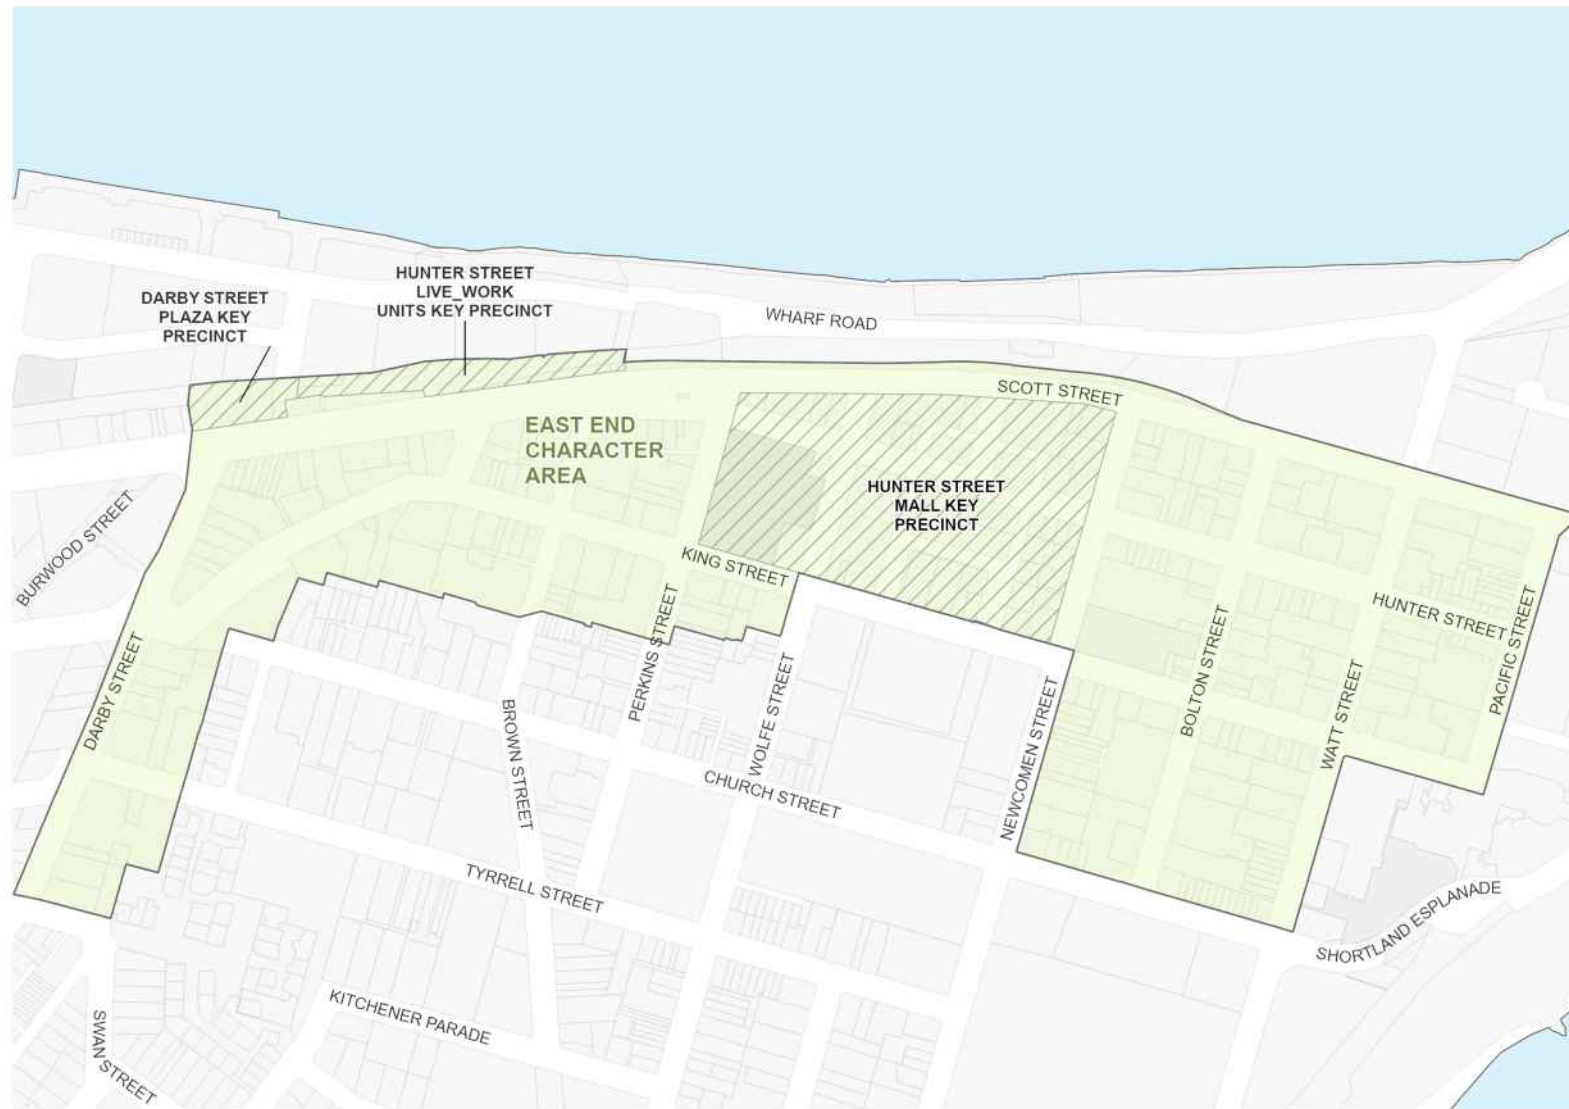 HUNTER STREET
LIVE_WORK
UNITS KEY PRECINCT
DARBY STREET
PLAZA KEY
PRECINCT
WHARF ROAD
SCOTT STREET
EAST END
CHARACTER
AREA
HUNTER STREET
MALL KEY
PRECINCT
BURWOOD STREET
KING STREET
HUNTER STREET
PACIFIC STREET
DARBY STREET
PERKINS STREET
BOLTON STREET
WATT STREET
WOLFE STREET
BROWN STREET
NEWCOMEN STREET
CHURCH STREET
TYRRELL STREET
SHORTLAND ESPLANADE
KITCHENER PARADE
SWAN STREET